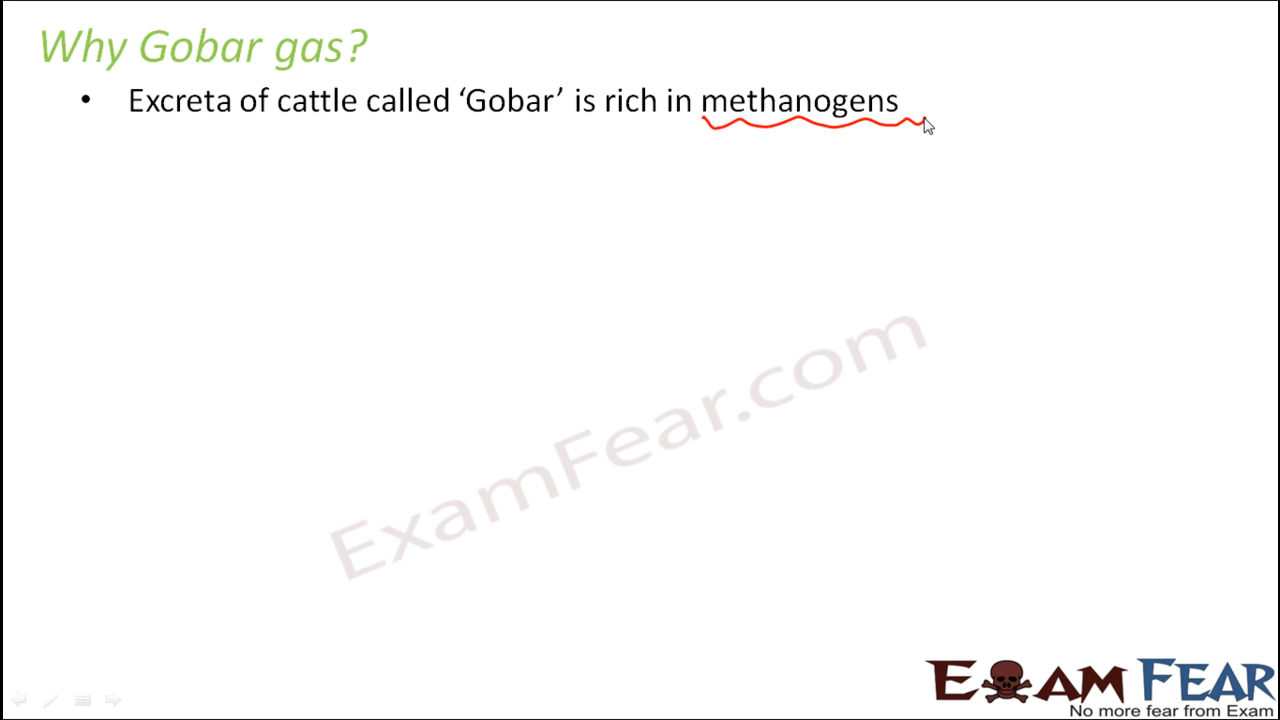 Why Gobar gas?
• Excreta of cattle called ‘Gobar’ is rich in methanogens
ExamFear.com
EXAM FEAR
No more fear from Exam